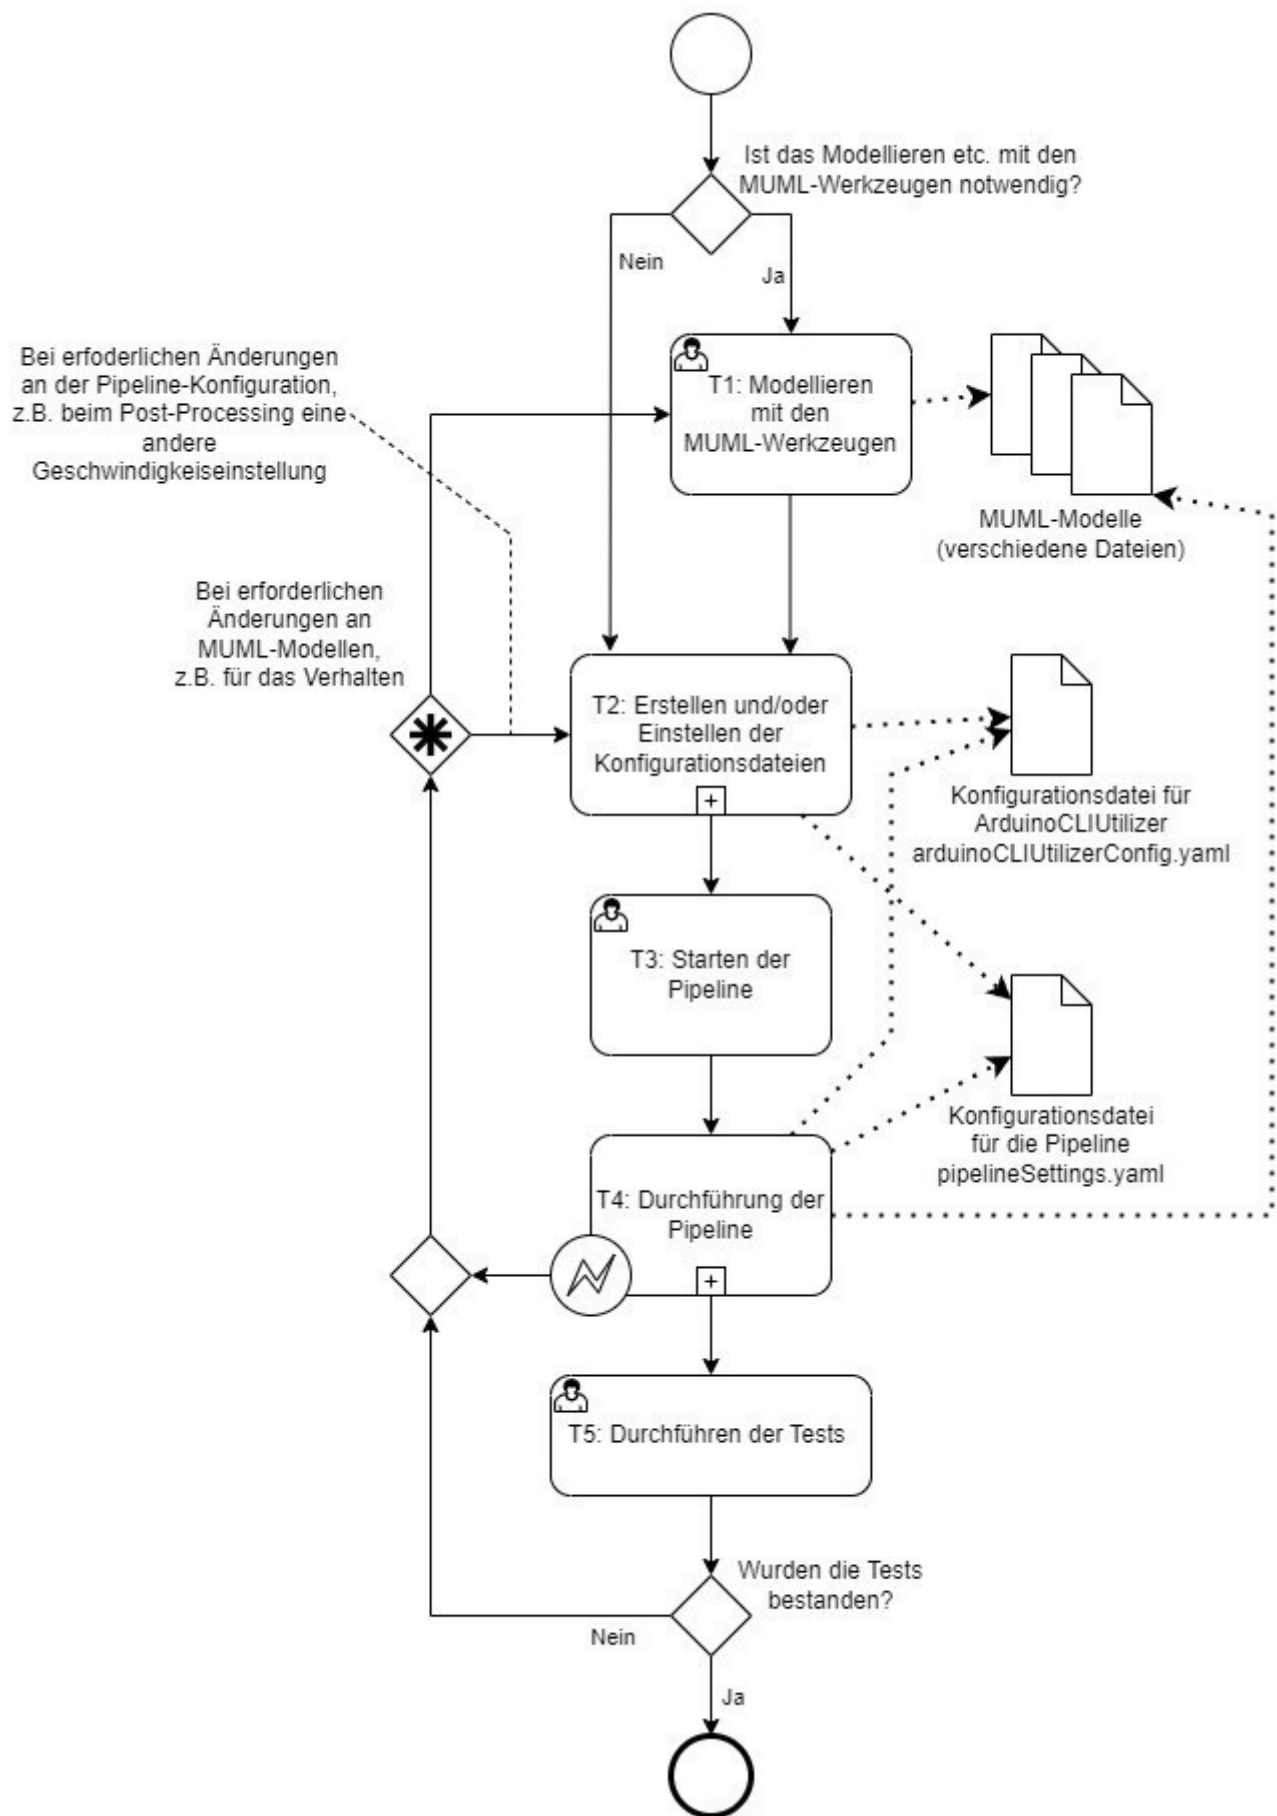 Ist das Modellieren etc. mit den
MUML-Werkzeugen notwendig?
Nein
Ja
Bei erfoderlichen Änderungen
an der Pipeline-Konfiguration,
z.B. beim Post-Processing eine
andere
Geschwindigkeiseinstellung
T1: Modellieren
mit den
MUML-Werkzeugen
MUML-Modelle
(verschiedene Dateien)
Bei erforderlichen
Änderungen an
MUML-Modellen,
z.B. für das Verhalten
T2: Erstellen und/oder
Einstellen der
Konfigurationsdateien
Konfigurationsdatei für
ArduinoCLIUtilizer
arduinoCLIUtilizerConfig.yaml
T3: Starten der
Pipeline
Konfigurationsdatei
für die Pipeline
pipelineSettings.yaml
T4: Durchführung der
Pipeline
T5: Durchführen der Tests
Wurden die Tests
bestanden?
Nein
Ja